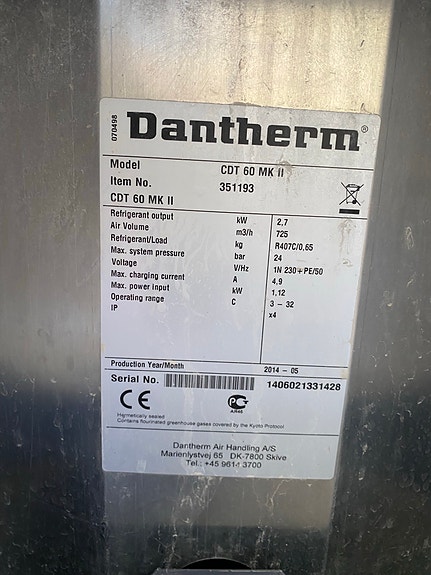 070498
Dantherm®
Model CDT 60 MK II
Item No. 351193
CDT 60 MK II
Refrigerant output kW 2,7
Air Volume m3/h 725
Refrigerant/Load kg R407C/0,65
Max. system pressure bar 24
Voltage V/Hz 1N 230+PE/50
Max. charging current A 4,9
Max. power input kW 1,12
Operating range C 3 - 32
IP x4
Production Year/Month 2014 - 05
Serial No. 1406021331428
CE
PC
Hermetically sealed
Contains flourinated greenhouse gases covered by the Kyoto Protocol
Dantherm Air Handling A/S
Marienlystvej 65 DK-7800 Skive
Tel.: +45 9614 3700